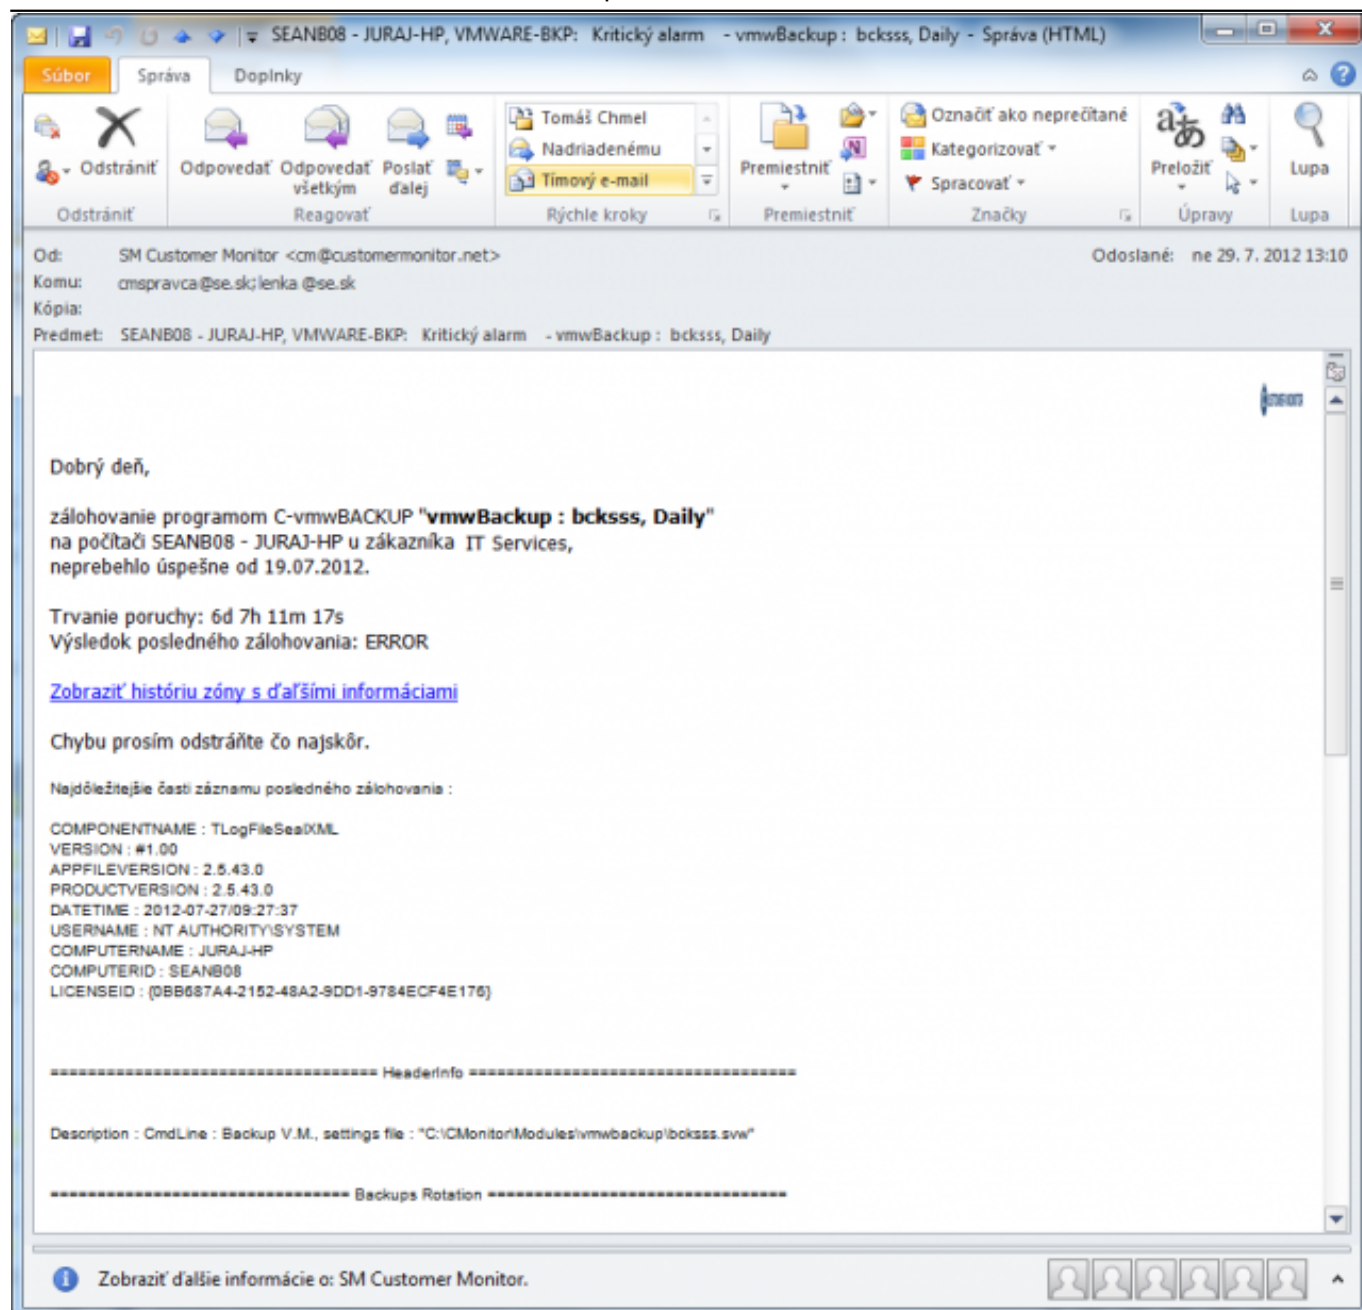 SEANB08 - JURAJ-HP, VMWARE-BKP: Kritický alarm - vmwBackup : bcksss, Daily - Správa (HTML)
Súbor Správa Doplnky
Odstrániť
Odpovedať
Odpovedať všetkým
Poslať ďalej
Tomáš Chmel
Nadriadenému
Tímový e-mail
Premiestniť
Označiť ako neprečítané
Kategorizovať
Spracovať
Preložiť
Lupa
Odstrániť Reagovať Rýchle kroky Premiestniť Značky Úpravy Lupa
Od: SM Customer Monitor <cm@customermonitor.net> Odoslané: ne 29. 7. 2012 13:10
Komu: cmspravca@se.sk; lenka @se.sk
Kópia:
Predmet: SEANB08 - JURAJ-HP, VMWARE-BKP: Kritický alarm - vmwBackup : bcksss, Daily
Dobrý deň,
zálohovanie programom C-vmwBACKUP "vmwBackup : bcksss, Daily"
na počítači SEANB08 - JURAJ-HP u zákazníka IT Services,
neprebehlo úspešne od 19.07.2012.
Trvanie poruchy: 6d 7h 11m 17s
Výsledok posledného zálohovania: ERROR
Zobraziť históriu zóny s ďaľšími informáciami
Chybu prosím odstráňte čo najskôr.
Najdôležitejšie časti záznamu posledného zálohovania :
COMPONENTNAME : TLogFileSealXML
VERSION : #1.00
APPFILEVERSION : 2.5.43.0
PRODUCTVERSION : 2.5.43.0
DATETIME : 2012-07-27/09:27:37
USERNAME : NT AUTHORITY\SYSTEM
COMPUTERNAME : JURAJ-HP
COMPUTERID : SEANB08
LICENSEID : {0BB687A4-2152-48A2-9DD1-9784ECF4E176}
=================================== HeaderInfo ===================================
Description : CmdLine : Backup V.M., settings file : "C:\CMonitor\Modules\vmwbackup\bcksss.svw"
================================ Backups Rotation ================================
Zobraziť ďalšie informácie o: SM Customer Monitor.